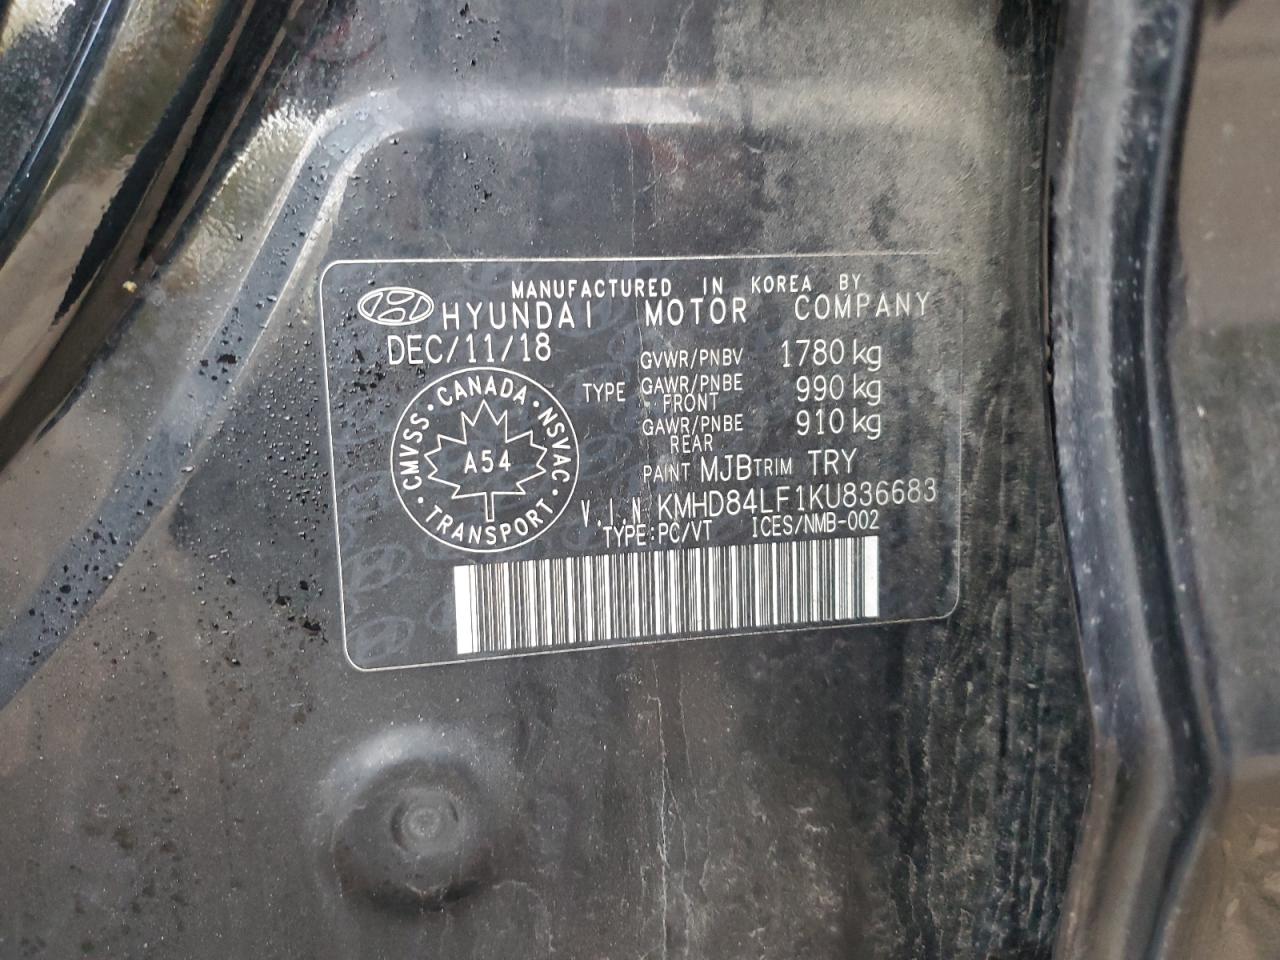 MANUFACTURED IN KOREA BY
HYUNDAI MOTOR COMPANY
DEC/11/18
GVWR/PNBV 1780 kg
TYPE GAWR/PNBE FRONT 990 kg
GAWR/PNBE REAR 910 kg
CMVSS · CANADA · NSVAC · TRANSPORT ·
A54
PAINT MJB TRIM TRY
V.I.N KMHD84LF1KU836683
TYPE:PC/VT ICES/NMB-002